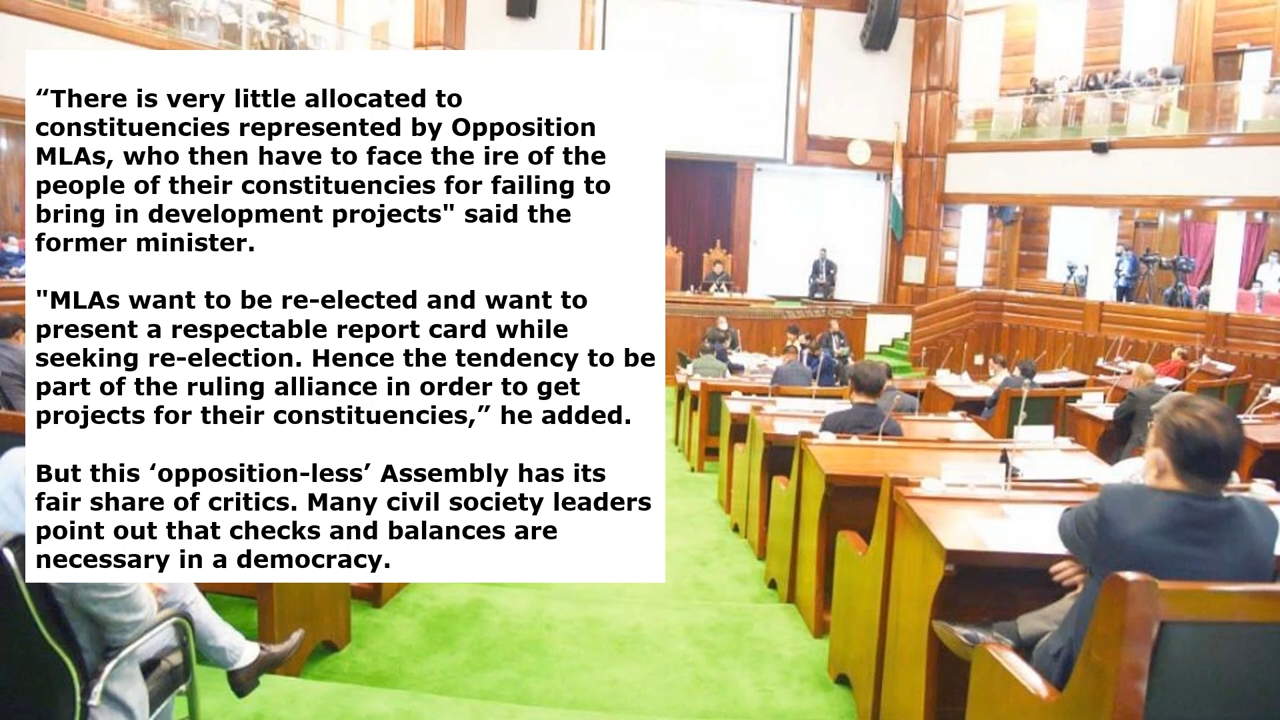 “There is very little allocated to
constituencies represented by Opposition
MLAs, who then have to face the ire of the
people of their constituencies for failing to
bring in development projects" said the
former minister.
"MLAs want to be re-elected and want to
present a respectable report card while
seeking re-election. Hence the tendency to be
part of the ruling alliance in order to get
projects for their constituencies,” he added.
But this ‘opposition-less’ Assembly has its
fair share of critics. Many civil society leaders
point out that checks and balances are
necessary in a democracy.